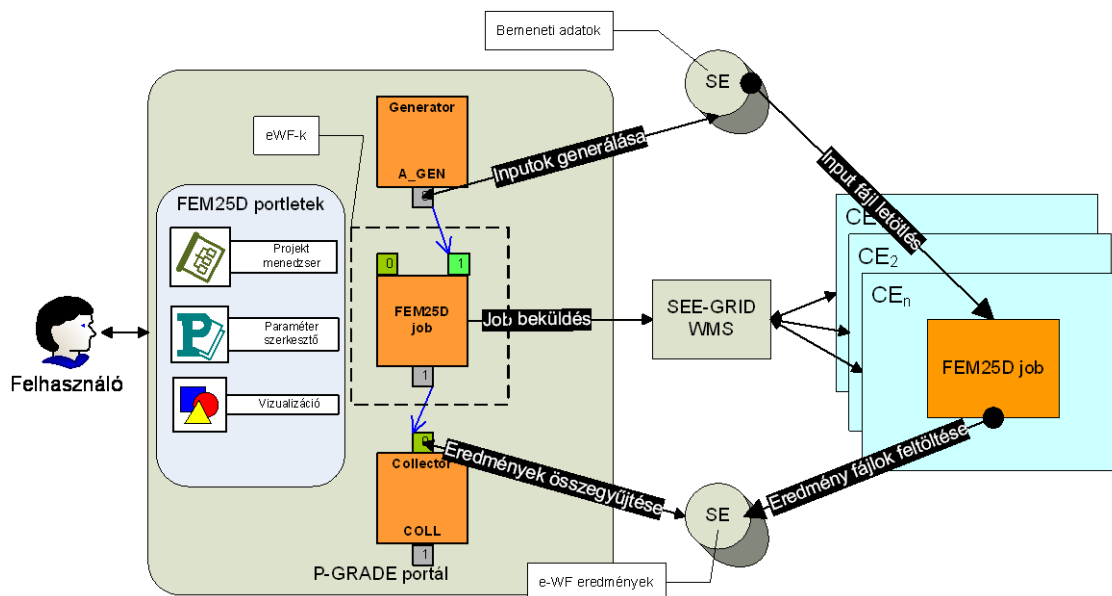 Bemeneti adatok
SE
Generator
A_GEN
0
eWF-k
Inputok generálása
Input fájl letötlés
FEM25D portletek
Projekt
menedzser
Paraméter
szerkesztő
Vizualizáció
Felhasználó
0
1
FEM25D
job
1
Job beküldés
SEE-GRID
WMS
CE
CE2
CEn
FEM25D job
0
Collector
COLL
1
Eredmények összegyűjtése
Eredmény fájlok feltöltése
SE
P-GRADE portál
e-WF eredmények